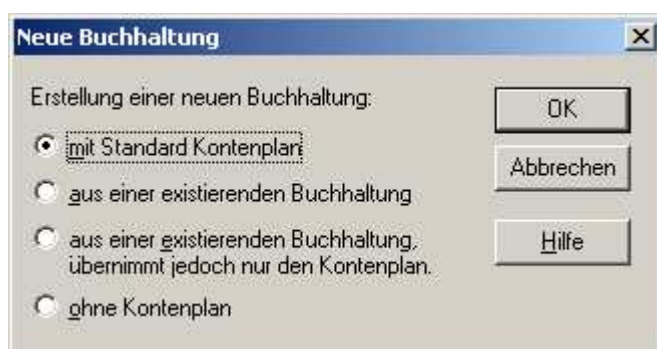 Neue Buchhaltung
Erstellung einer neuen Buchhaltung:
OK
mit Standard Kontenplan
Abbrechen
aus einer existierenden Buchhaltung
aus einer existierenden Buchhaltung,
Hilfe
übernimmt jedoch nur den Kontenplan.
ohne Kontenplan